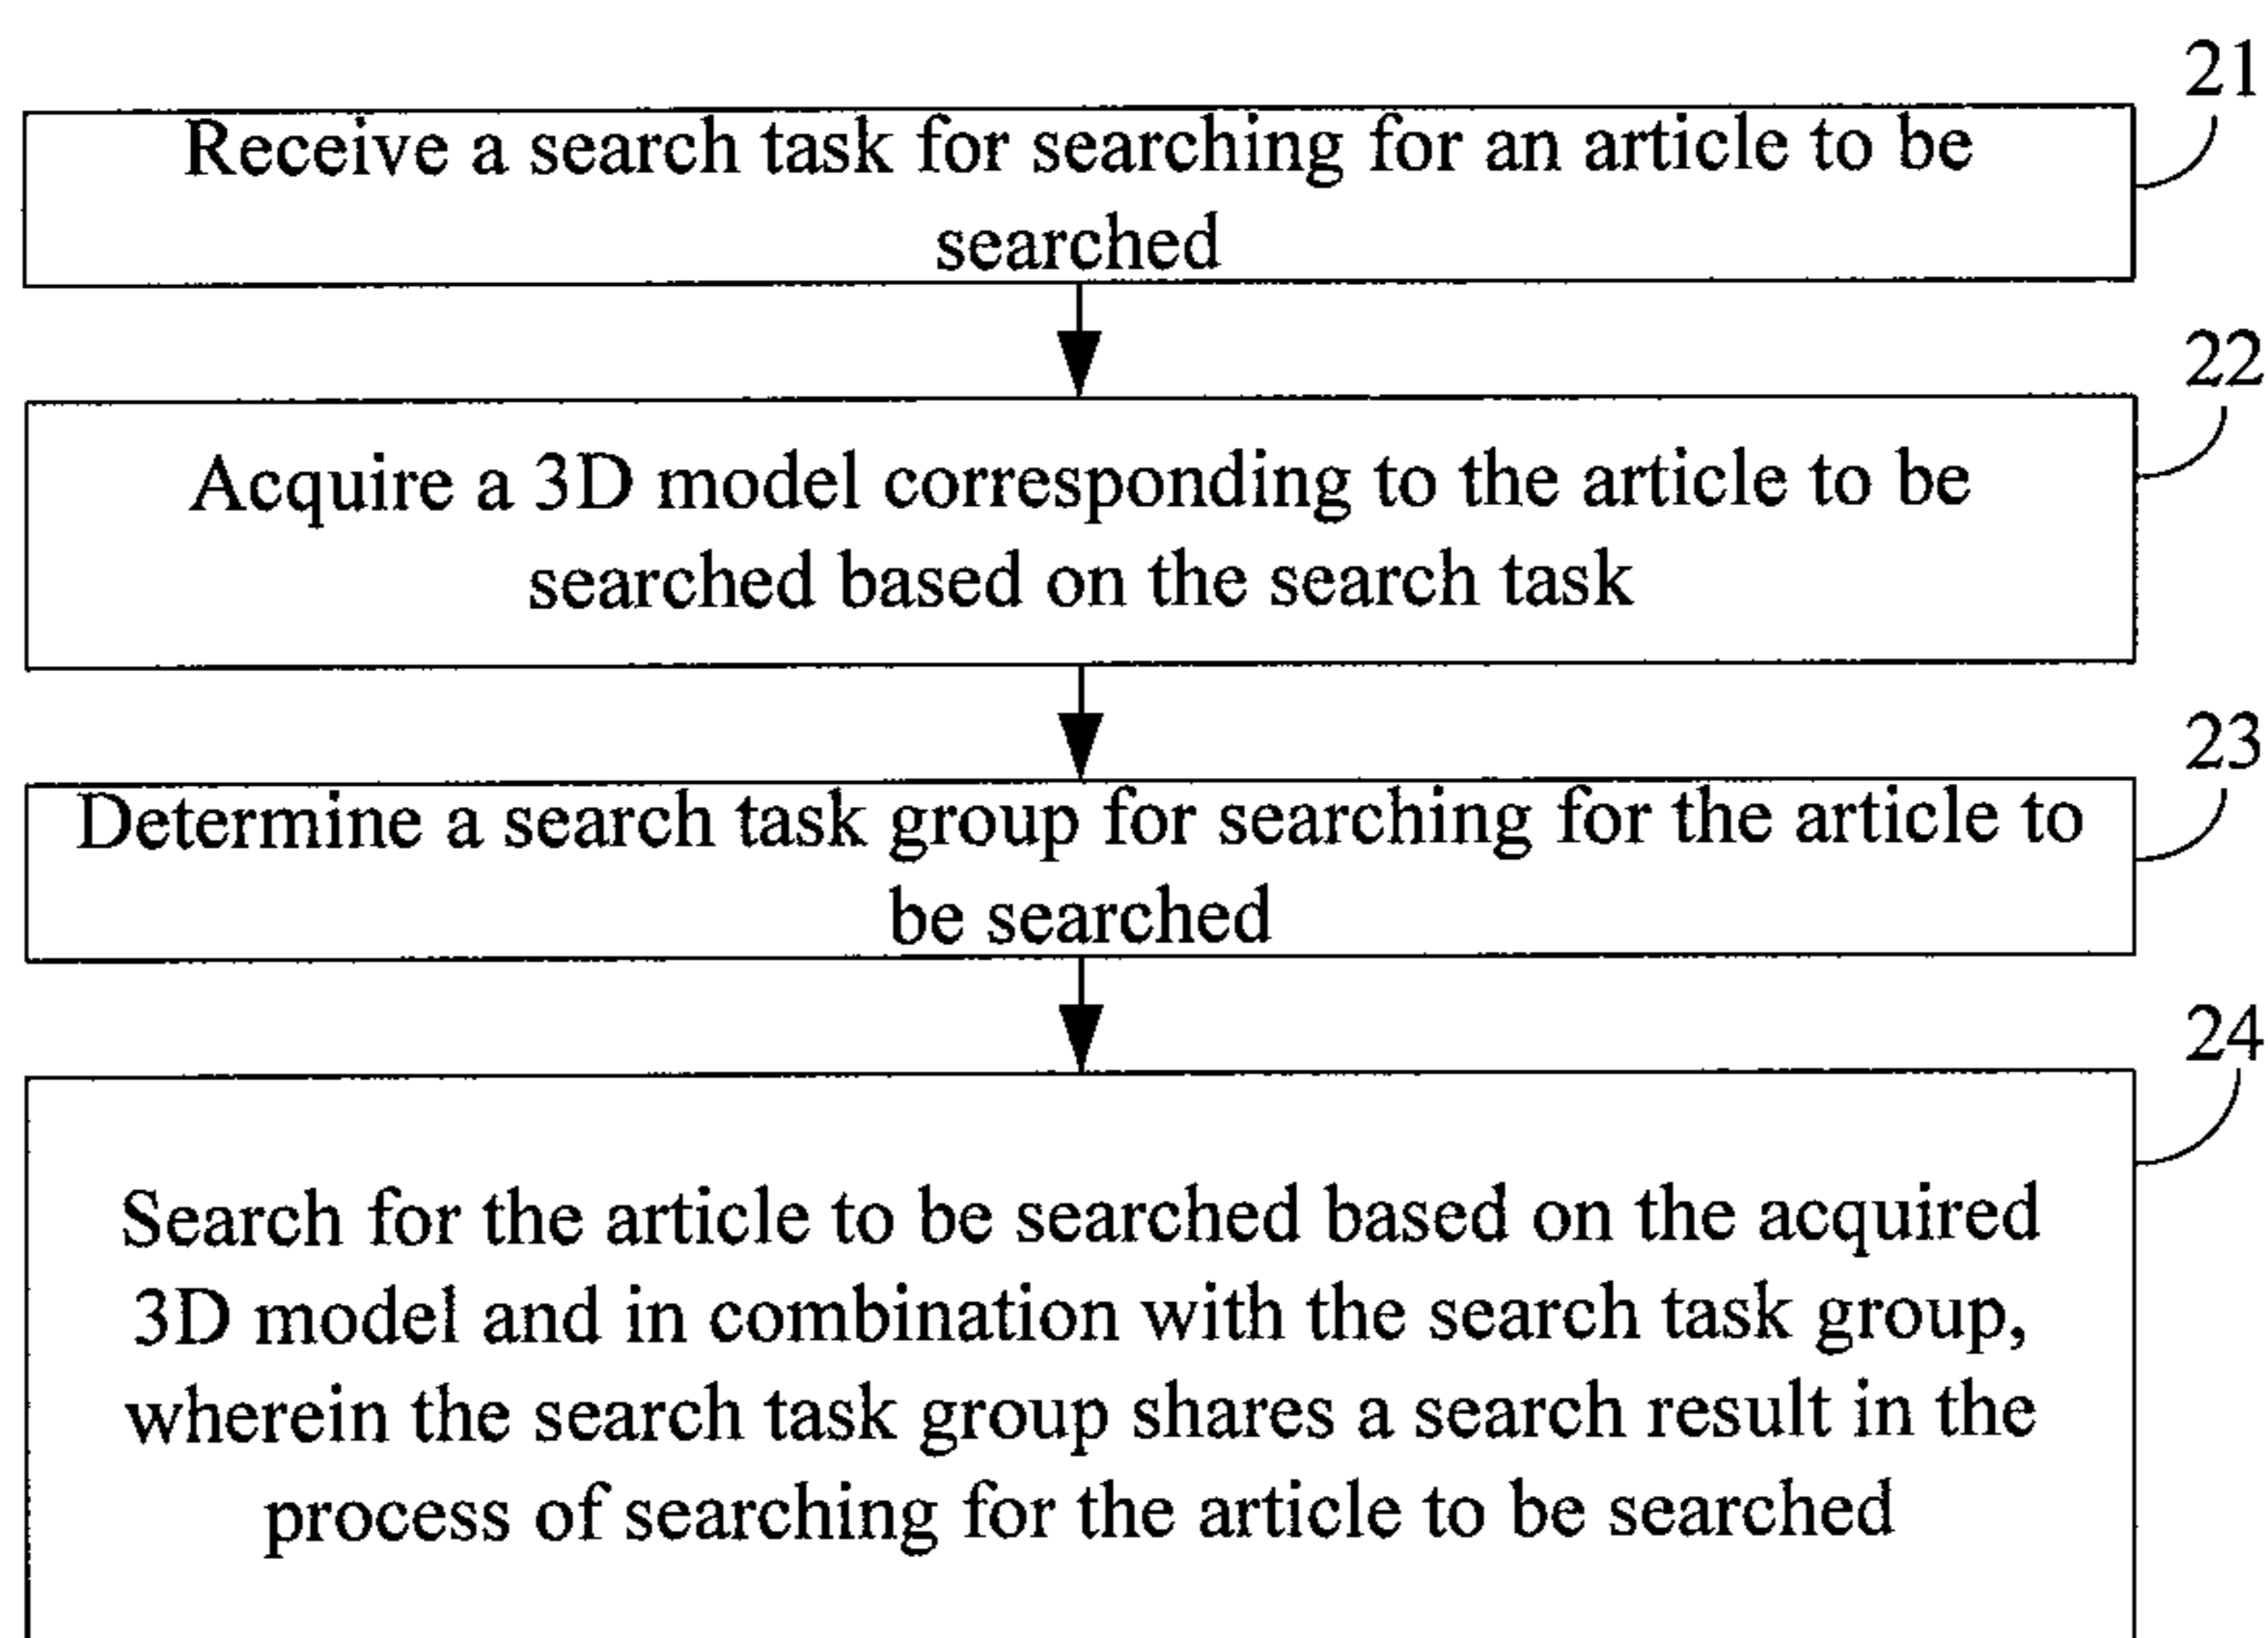 21
Receive a search task for searching for an article to be
searched
22
Acquire a 3D model corresponding to the article to be
searched based on the search task
23
Determine a search task group for searching for the article to
be searched
24
Search for the article to be searched based on the acquired
3D model and in combination with the search task group,
wherein the search task group shares a search result in the
process of searching for the article to be searched